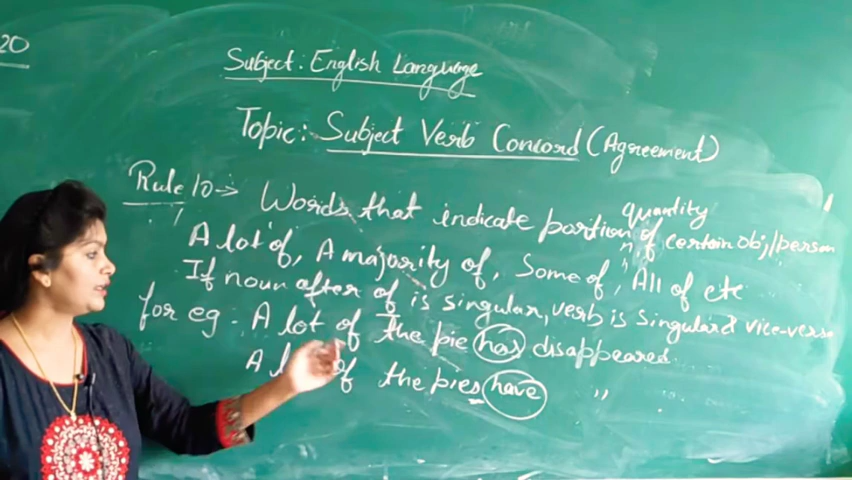 20
Subject: English Language
Topic: Subject Verb Concord (Agreement)
Rule 10 → Words that indicate portion quantity of certain obj/person
A lot of, A majority of, Some of, All of etc
If noun after of is singular, verb is singular & vice-versa
for eg - A lot of the pie has disappeared
A l of the pies have "